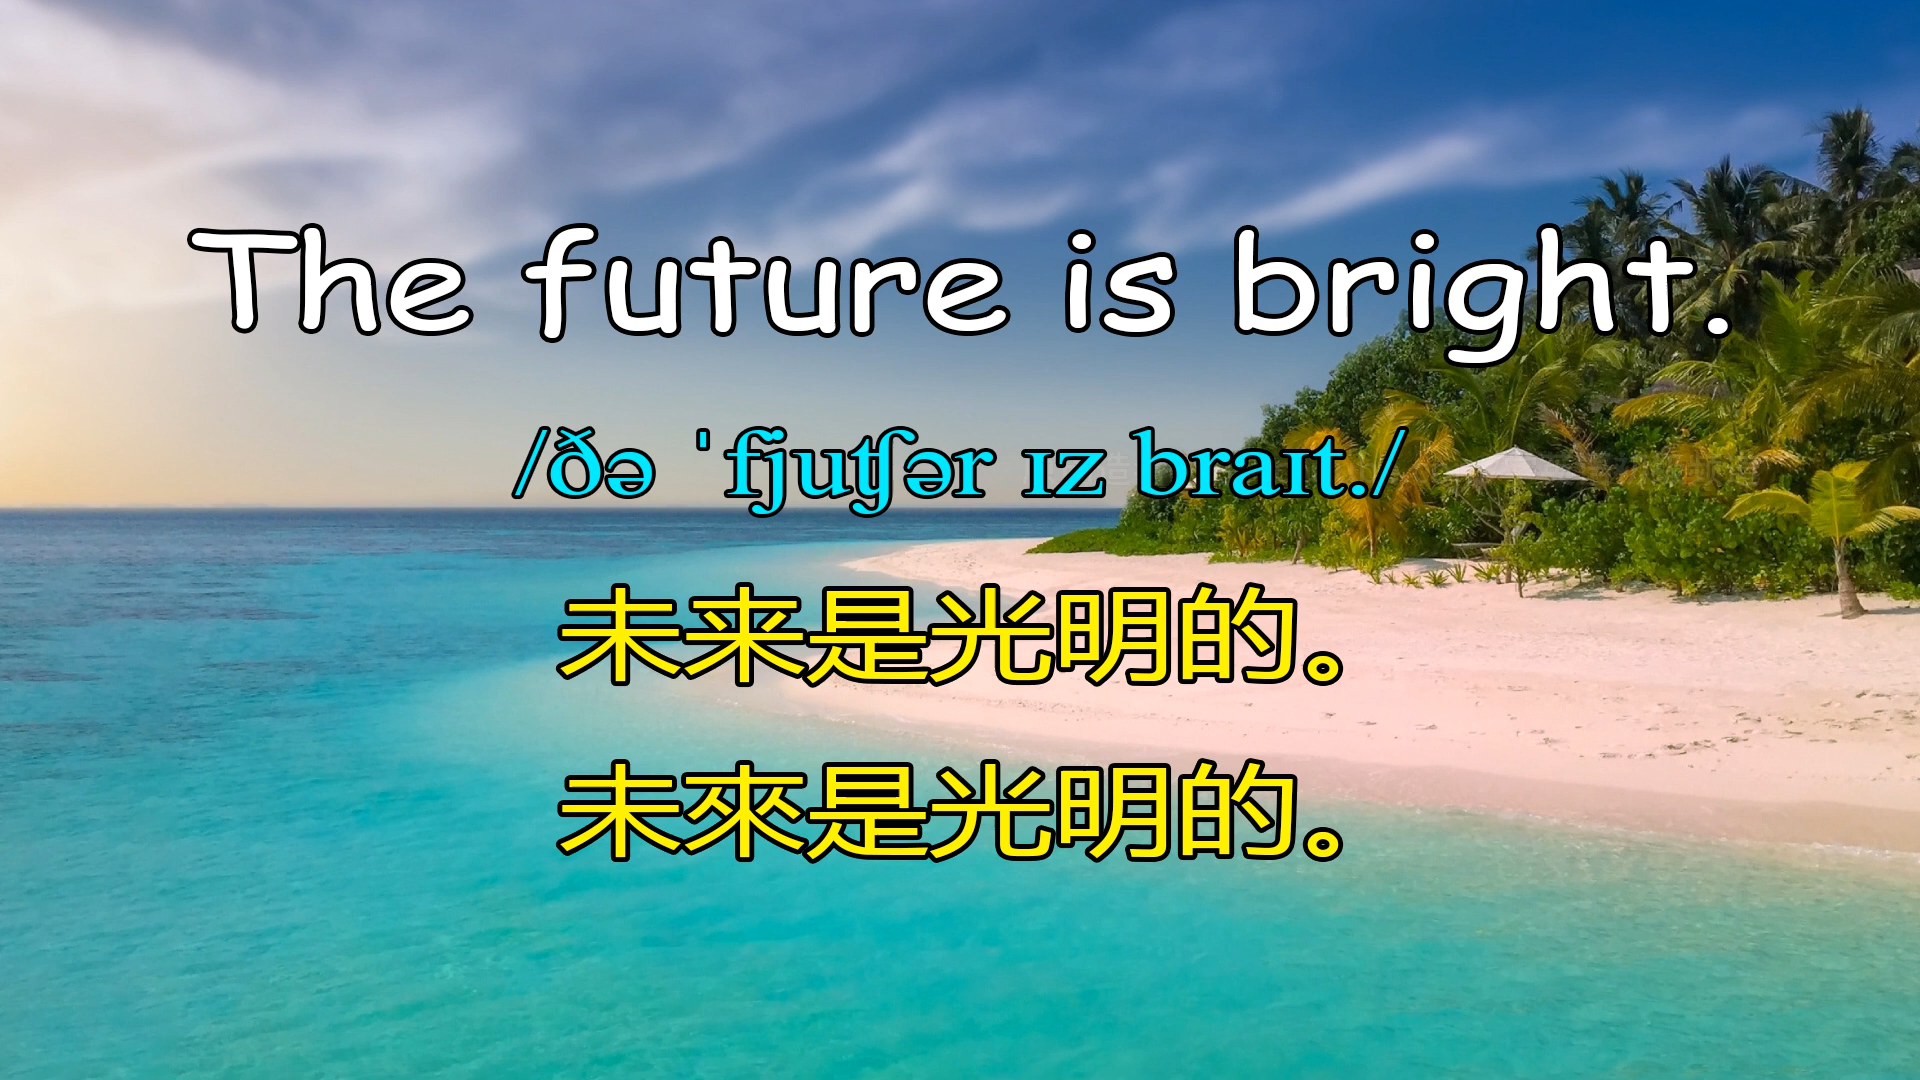 The future is bright.
/ðə ˈfjuʧər ɪz braɪt./
未来是光明的。
未來是光明的。